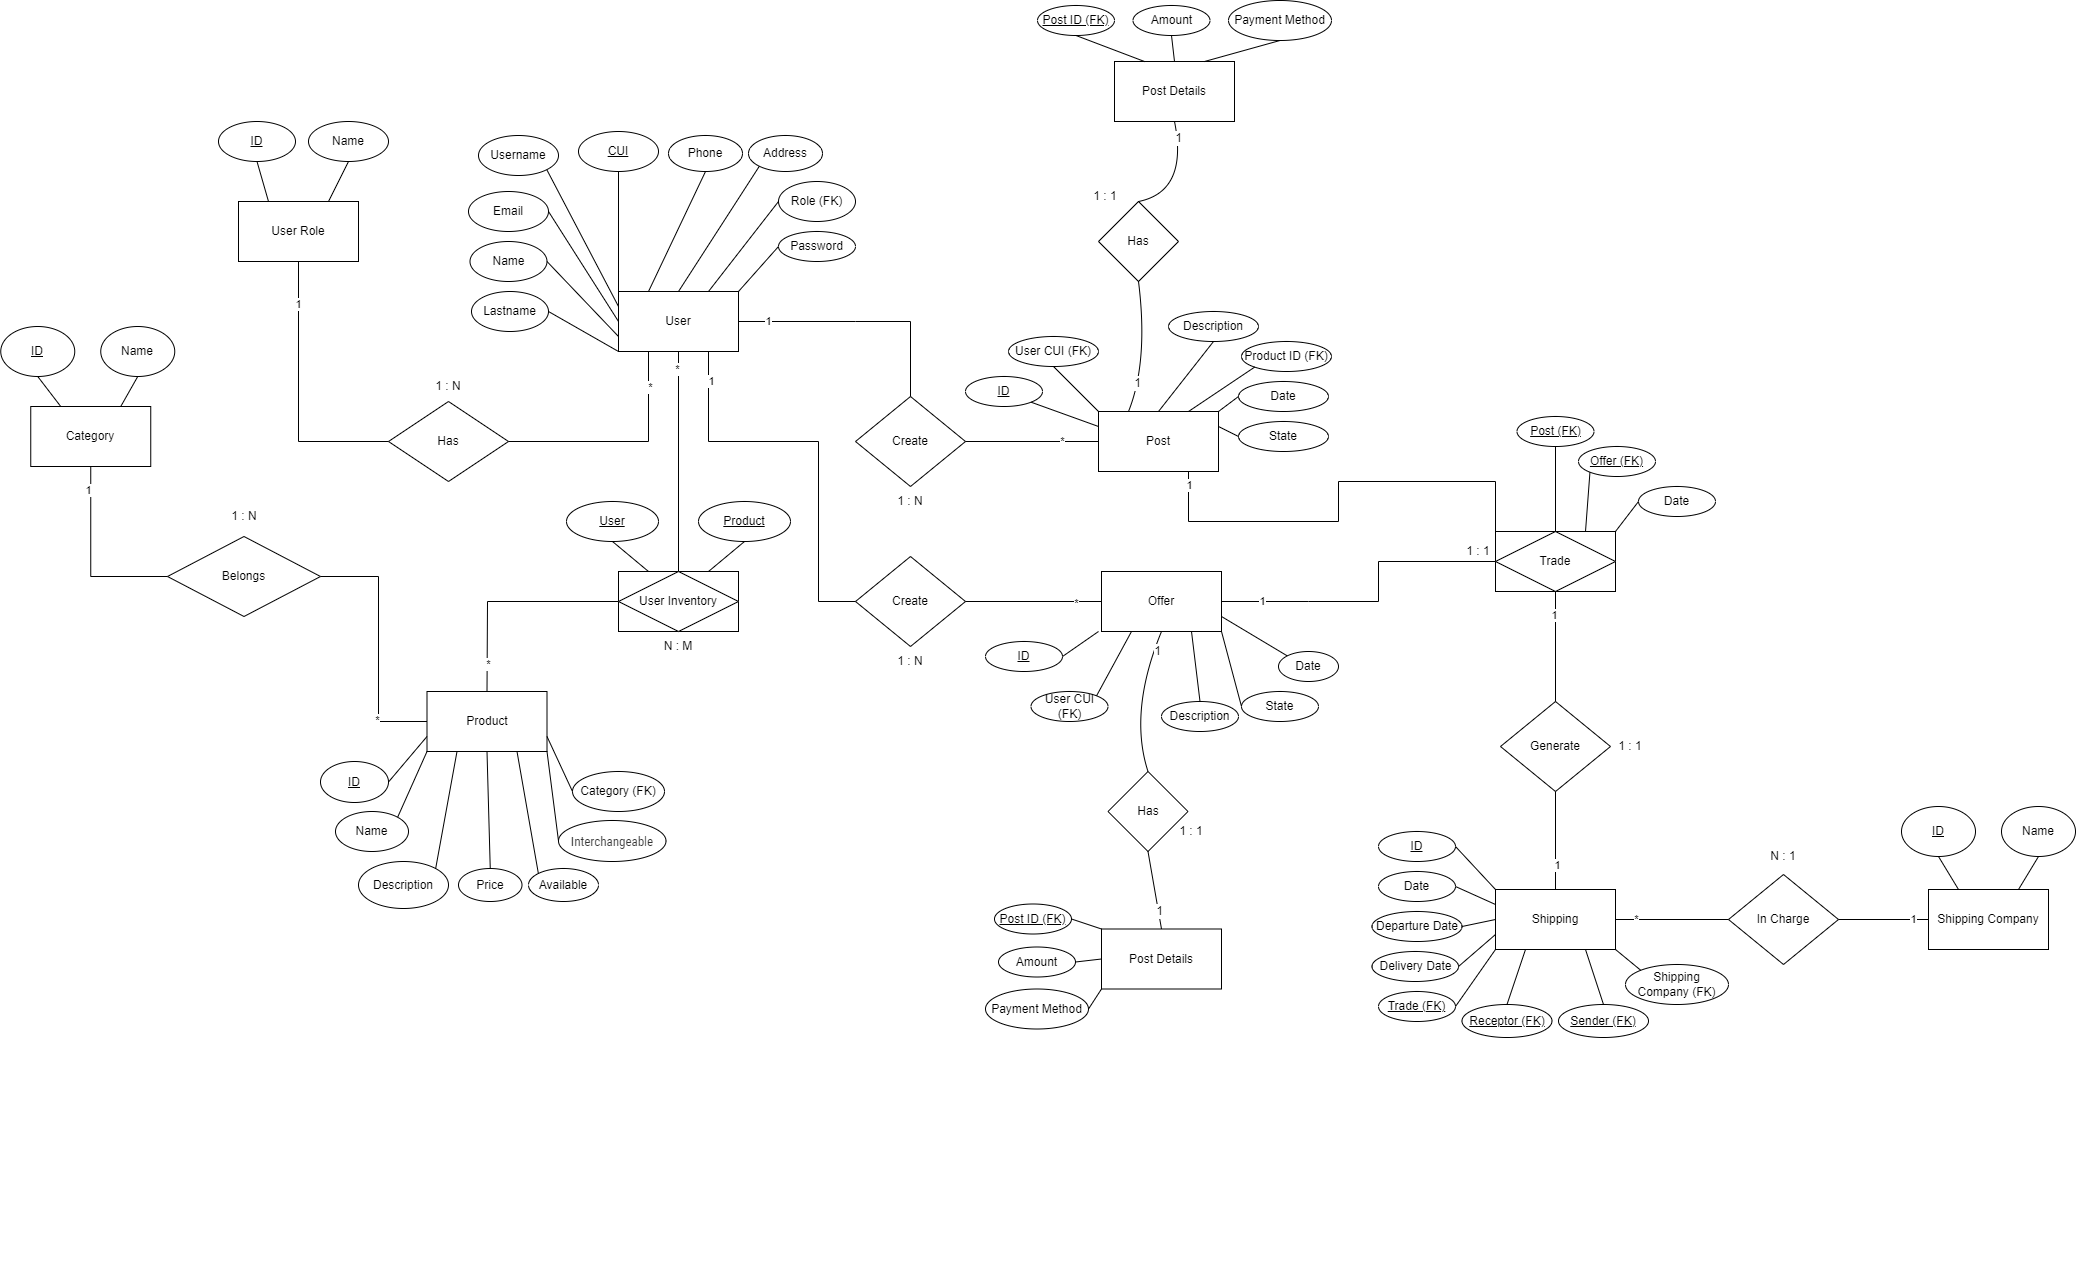 Post ID (FK)
Amount
Payment Method
Post Details
1
1 : 1
Has
1
ID
Name
User Role
1
1 : N
Has
*
Username
CUI
Phone
Address
Email
Role (FK)
Name
Password
Lastname
User
1
*
1
Create
1 : N
*
ID
Name
Category
1
1 : N
Belongs
*
User
Product
User Inventory
N : M
*
Product
ID
Name
Description
Price
Available
Interchangeable
Category (FK)
User CUI (FK)
Description
Product ID (FK)
ID
Date
State
Post
1
Create
1 : N
*
Offer
1
ID
User CUI
(FK)
Description
State
Date
1
Has
1 : 1
1
Post ID (FK)
Amount
Payment Method
Post Details
Post (FK)
Offer (FK)
Date
1 : 1
Trade
1
Generate
1 : 1
1
ID
Date
Departure Date
Delivery Date
Trade (FK)
Receptor (FK)
Sender (FK)
Shipping
Company (FK)
Shipping
*
N : 1
In Charge
1
ID
Name
Shipping Company